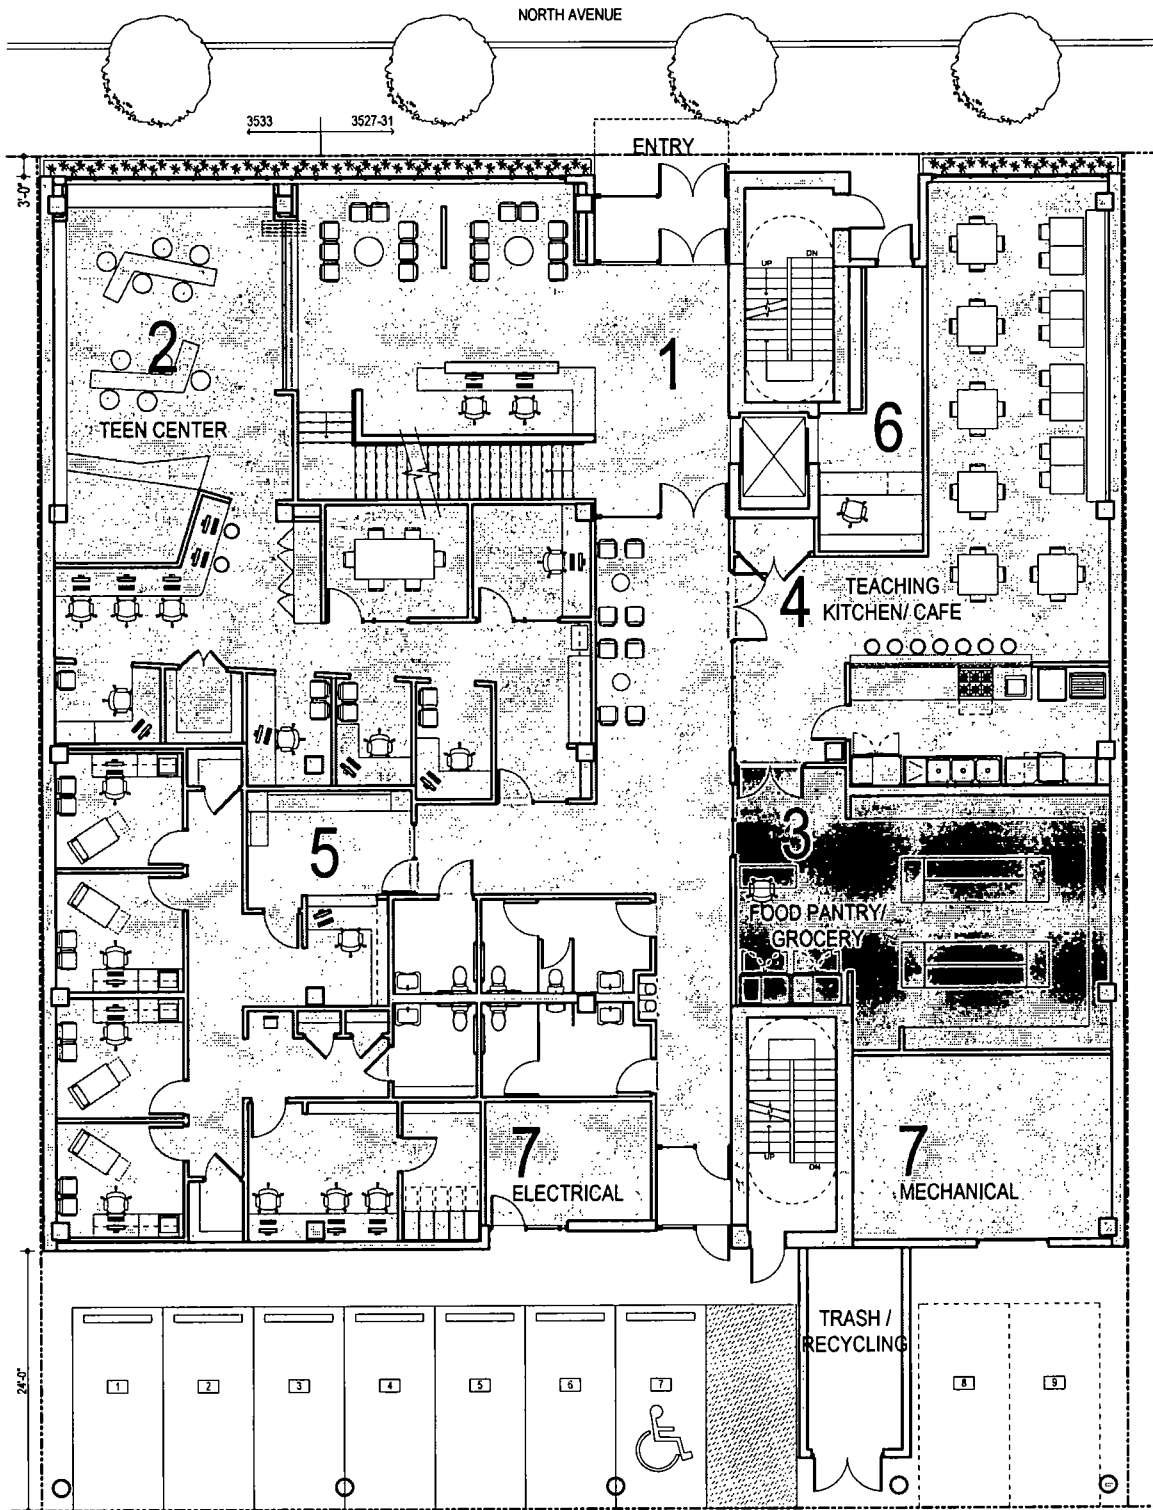 NORTH AVENUE
3533
3527-31
ENTRY
3'-0"
UP
DN
2
1
TEEN CENTER
6
4
TEACHING
KITCHEN/ CAFE
3
5
FOOD PANTRY/
GROCERY
7
ELECTRICAL
UP
DN
7
MECHANICAL
24'-0"
TRASH /
RECYCLING
1
2
3
4
5
6
7
8
9